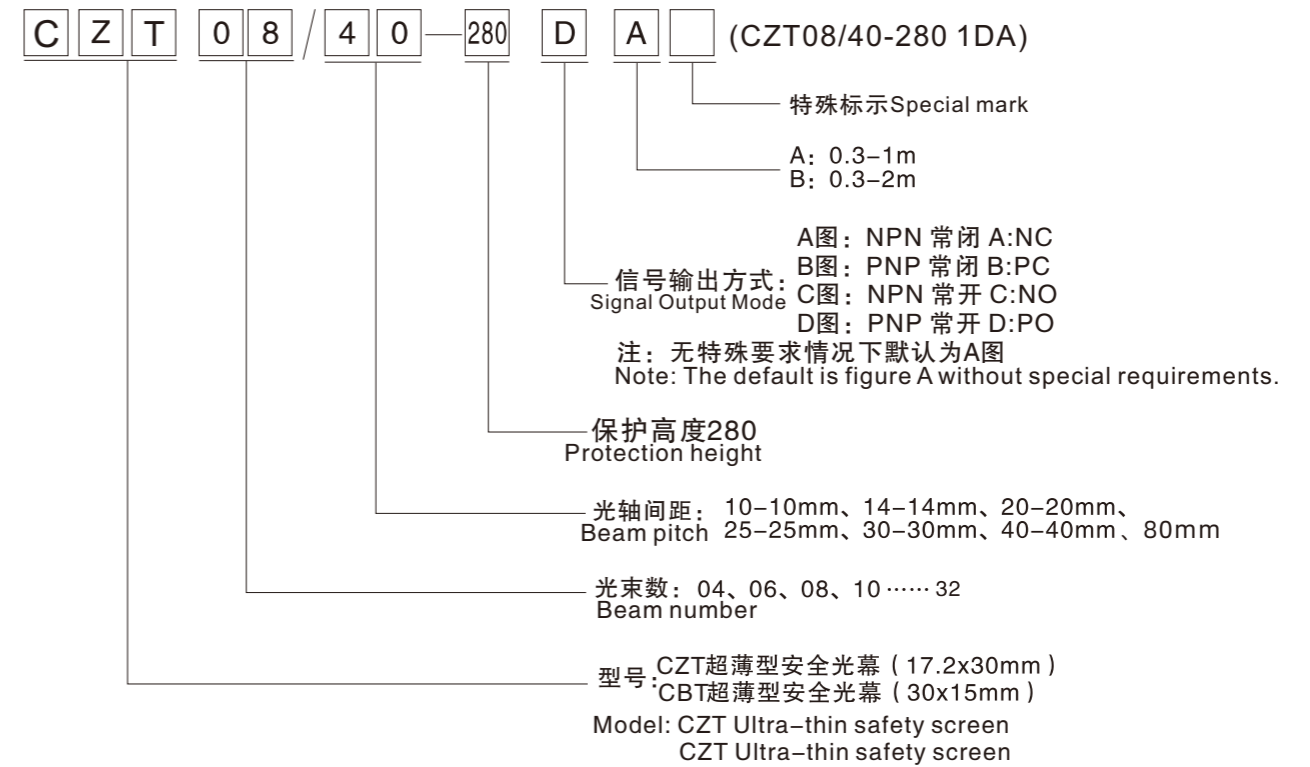 C Z T 0 8 / 4 0 — 280 D A (CZT08/40-280 1DA)
特殊标示Special mark
A：0.3–1m
B：0.3–2m
A图：NPN 常闭 A:NC
B图：PNP 常闭 B:PC
C图：NPN 常开 C:NO
D图：PNP 常开 D:PO
信号输出方式：
Signal Output Mode
注：无特殊要求情况下默认为A图
Note: The default is figure A without special requirements.
保护高度280
Protection height
光轴间距：10–10mm、14–14mm、20–20mm、
Beam pitch 25–25mm、30–30mm、40–40mm、80mm
光束数：04、06、08、10 …… 32
Beam number
型号：CZT超薄型安全光幕（17.2x30mm）
CBT超薄型安全光幕（30x15mm）
Model: CZT Ultra–thin safety screen
CZT Ultra–thin safety screen